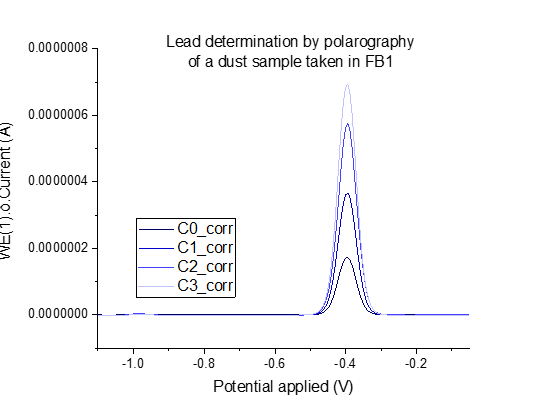 Lead determination by polarography
of a dust sample taken in FB1
0.0000008
0.0000006
0.0000004
0.0000002
0.0000000
WE(1).δ.Current (A)
C0_corr
C1_corr
C2_corr
C3_corr
-1.0
-0.8
-0.6
-0.4
-0.2
Potential applied (V)